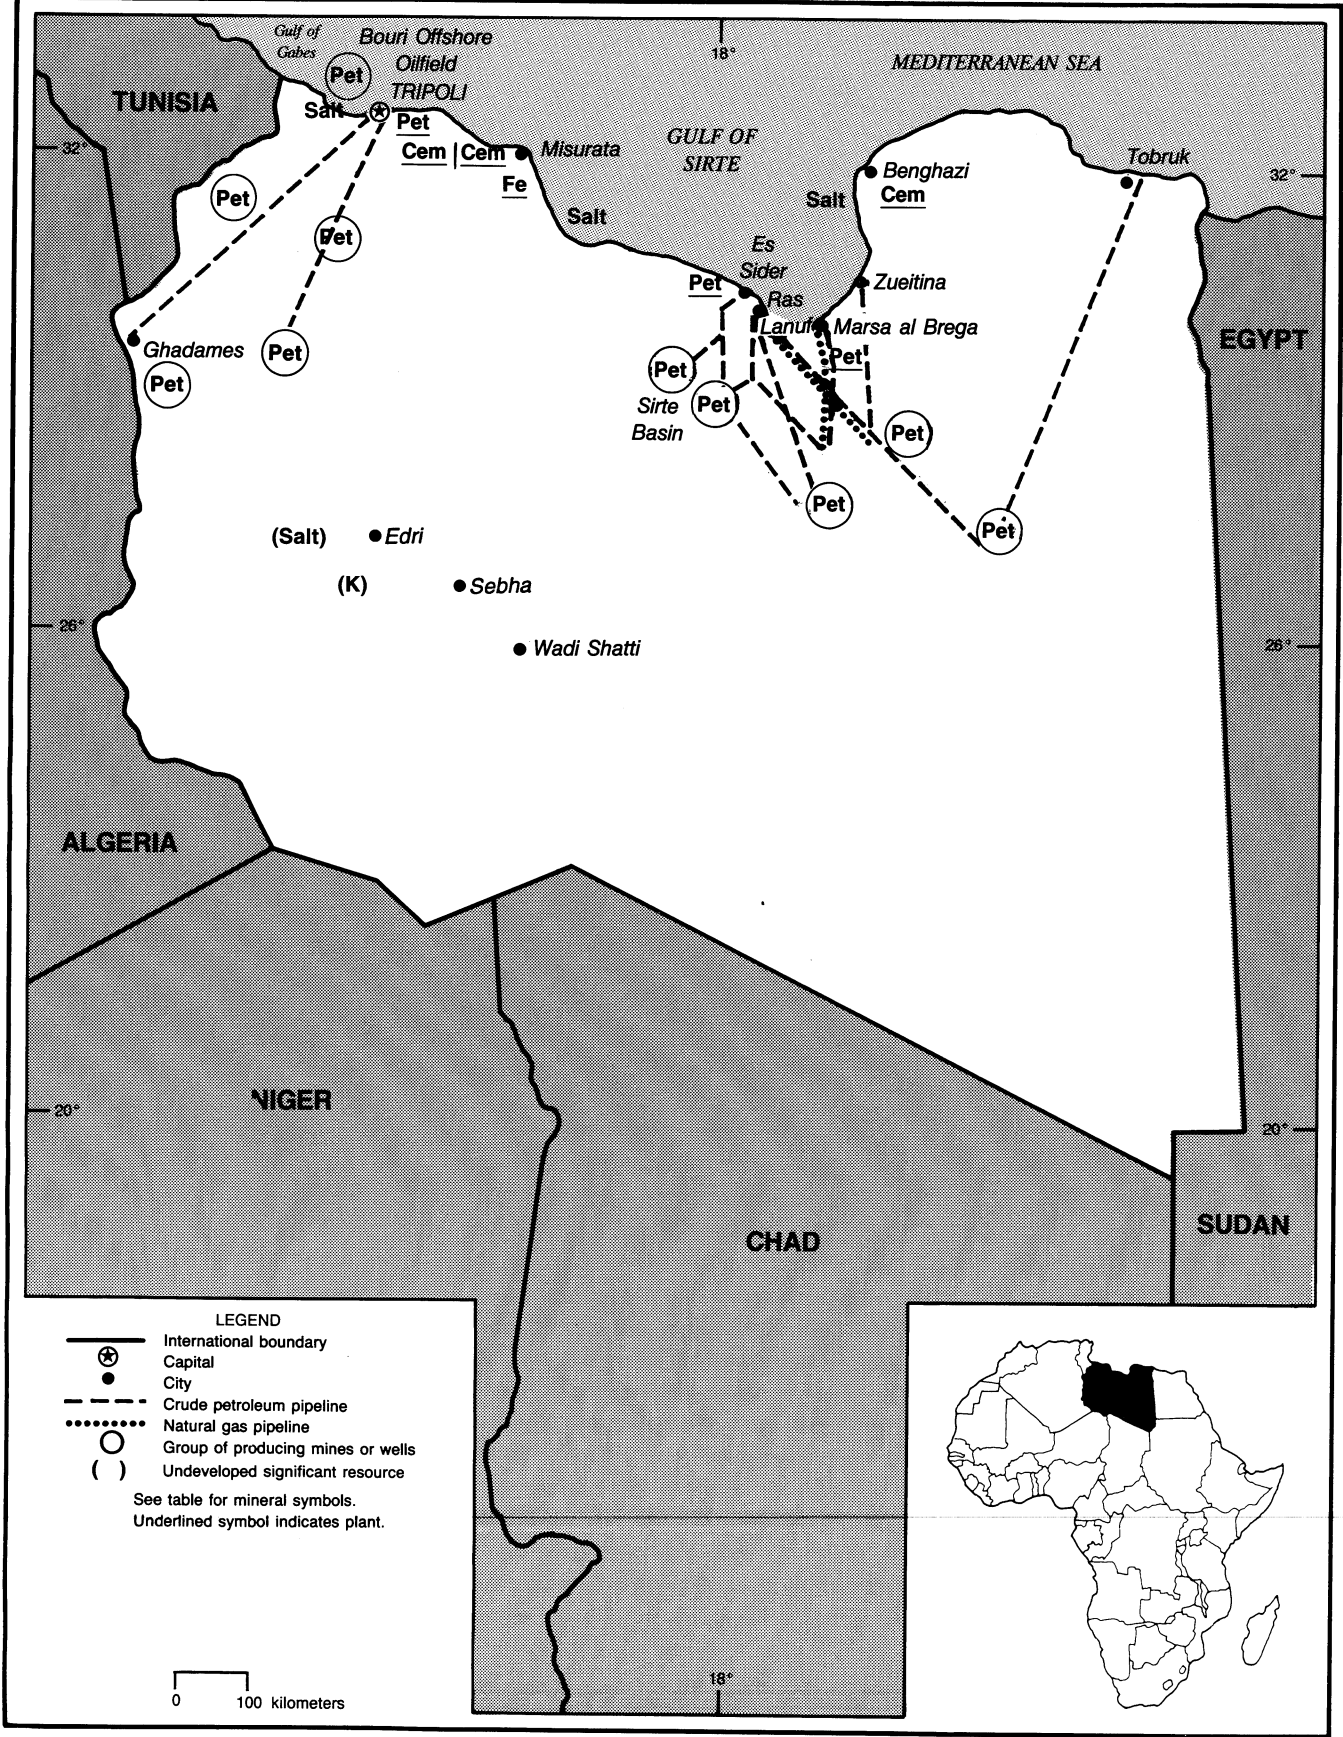 Gulf of
Gabes
Bouri Offshore
Oilfield
TRIPOLI
18°
MEDITERRANEAN SEA
Pet
TUNISIA
Salt
Pet
32°
Cem | Cem
Misurata
GULF OF
SIRTE
Tobruk
32°
Benghazi
Cem
Fe
Pet
Salt
Salt
Pet
Es
Sider
Pet
Zueitina
Ras
Lanuf
Marsa al Brega
EGYPT
Ghadames
Pet
Pet
Pet
Pet
Sirte
Basin
Pet
Pet
Pet
Pet
(Salt)
Edri
(K)
Sebha
26°
Wadi Shatti
26°
ALGERIA
NIGER
20°
20°
CHAD
SUDAN
LEGEND
International boundary
Capital
City
Crude petroleum pipeline
Natural gas pipeline
Group of producing mines or wells
( ) Undeveloped significant resource
See table for mineral symbols.
Underlined symbol indicates plant.
0 100 kilometers
18°